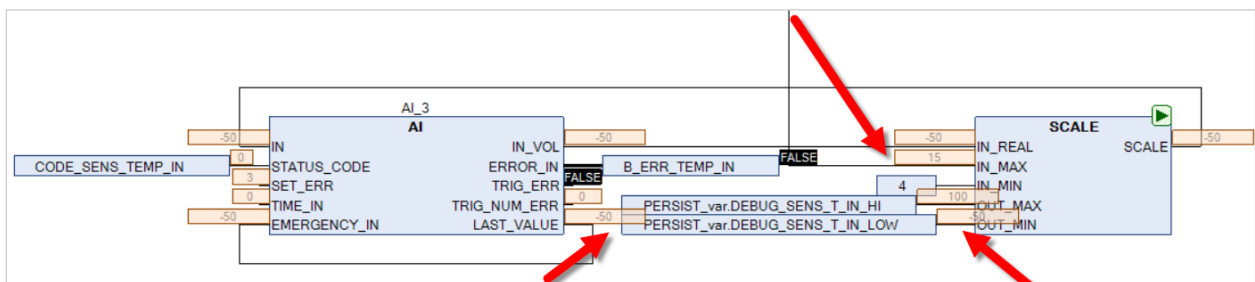 AI_3
AI
SCALE
-50
IN
IN_VOL
-50
-50
IN_REAL
SCALE
-50
CODE_SENS_TEMP_IN
0
STATUS_CODE
ERROR_IN
B_ERR_TEMP_IN
FALSE
15
IN_MAX
3
SET_ERR
TRIG_ERR
FALSE
4
IN_MIN
0
TIME_IN
TRIG_NUM_ERR
0
PERSIST_var.DEBUG_SENS_T_IN_HI
100
OUT_MAX
-50
EMERGENCY_IN
LAST_VALUE
-50
PERSIST_var.DEBUG_SENS_T_IN_LOW
-50
OUT_MIN